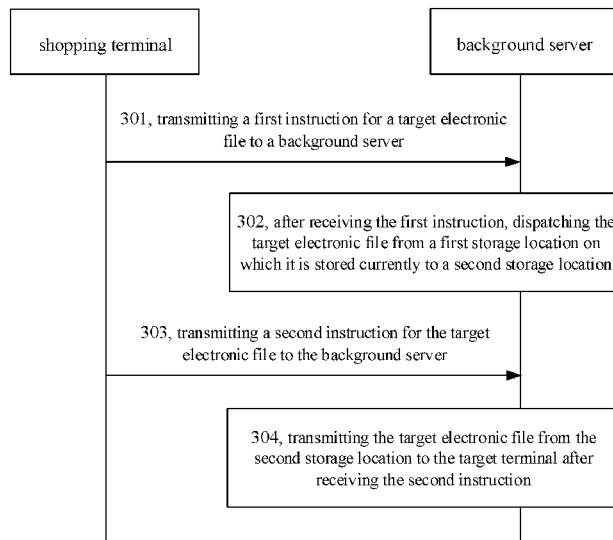 shopping terminal
background server
301, transmitting a first instruction for a target electronic
file to a background server
302, after receiving the first instruction, dispatching the
target electronic file from a first storage location on
which it is stored currently to a second storage location
303, transmitting a second instruction for the target
electronic file to the background server
304, transmitting the target electronic file from the
second storage location to the target terminal after
receiving the second instruction